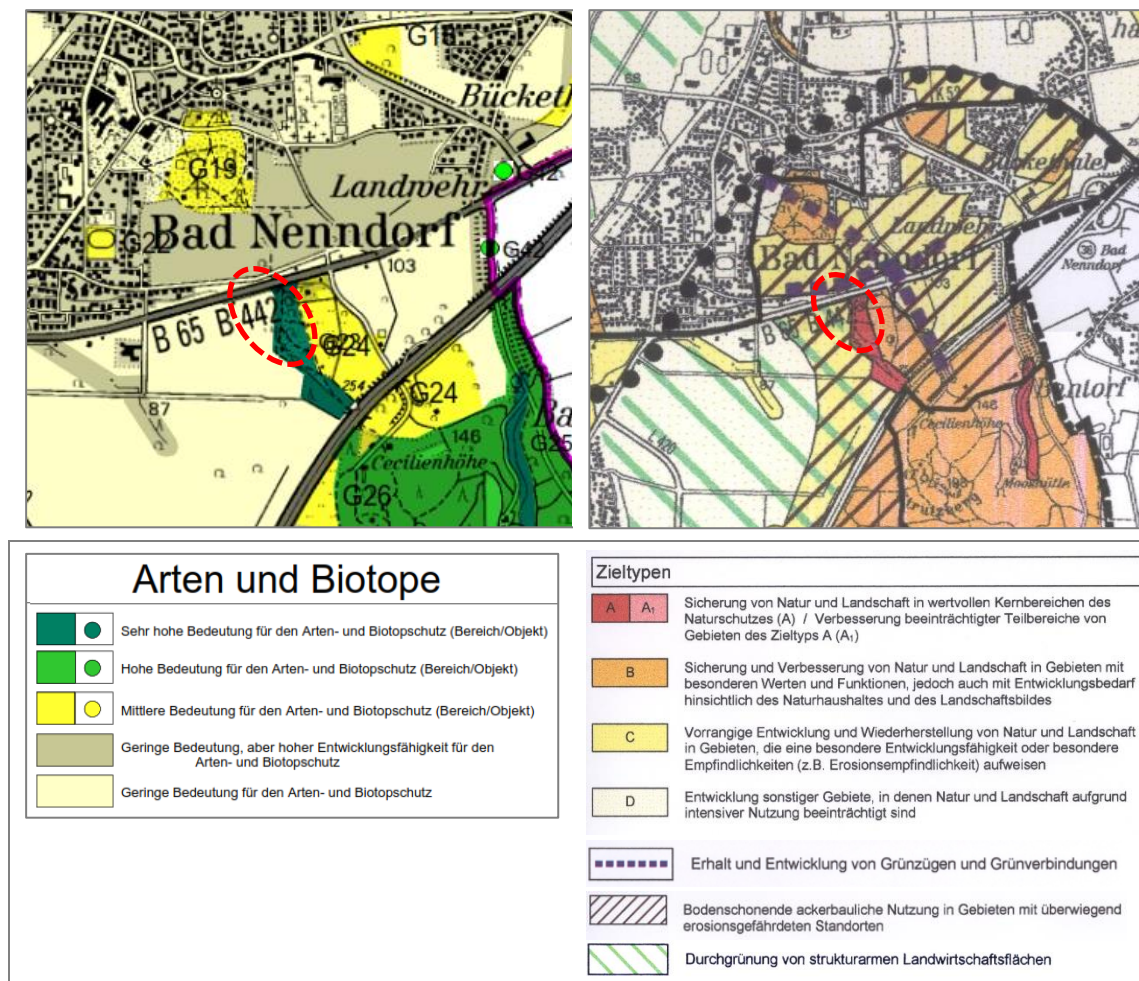 G18
Bücketh
G19
G42
Landwehr
G22
Bad Nenndorf
G42
103
B 65 B 442
G24
254
G24
87
146
Ba
Cecilienhöhe
G25
G26
ha
68
K 52
Landwehr
Bad Nenndorf
38
Bad
Nenndorf
103
B 65 B 442
87
Bantorf
L 420
146
Cecilienhöhe
Mooshütte
Arten und Biotope
Sehr hohe Bedeutung für den Arten- und Biotopschutz (Bereich/Objekt)
Hohe Bedeutung für den Arten- und Biotopschutz (Bereich/Objekt)
Mittlere Bedeutung für den Arten- und Biotopschutz (Bereich/Objekt)
Geringe Bedeutung, aber hoher Entwicklungsfähigkeit für den
Arten- und Biotopschutz
Geringe Bedeutung für den Arten- und Biotopschutz
Zieltypen
A A₁ Sicherung von Natur und Landschaft in wertvollen Kernbereichen des
Naturschutzes (A) / Verbesserung beeinträchtigter Teilbereiche von
Gebieten des Zieltyps A (A₁)
B Sicherung und Verbesserung von Natur und Landschaft in Gebieten mit
besonderen Werten und Funktionen, jedoch auch mit Entwicklungsbedarf
hinsichtlich des Naturhaushaltes und des Landschaftsbildes
C Vorrangige Entwicklung und Wiederherstellung von Natur und Landschaft
in Gebieten, die eine besondere Entwicklungsfähigkeit oder besondere
Empfindlichkeiten (z.B. Erosionsempfindlichkeit) aufweisen
D Entwicklung sonstiger Gebiete, in denen Natur und Landschaft aufgrund
intensiver Nutzung beeinträchtigt sind
Erhalt und Entwicklung von Grünzügen und Grünverbindungen
Bodenschonende ackerbauliche Nutzung in Gebieten mit überwiegend
erosionsgefährdeten Standorten
Durchgrünung von strukturarmen Landwirtschaftsflächen